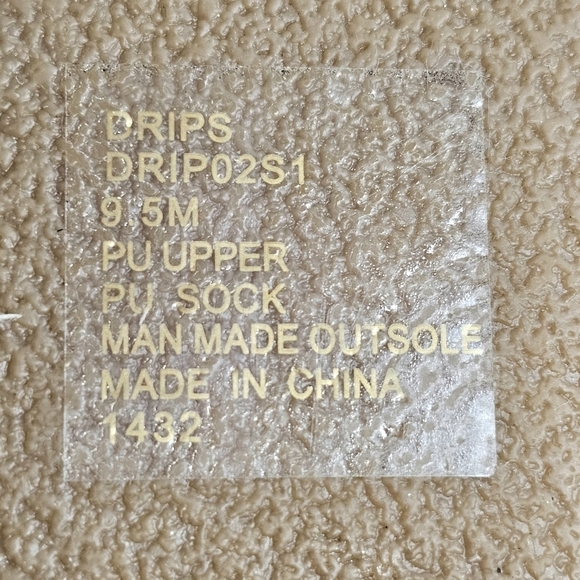 DRIPS
DRIP02S1
9.5M
PU UPPER
PU SOCK
MAN MADE OUTSOLE
MADE IN CHINA
1432